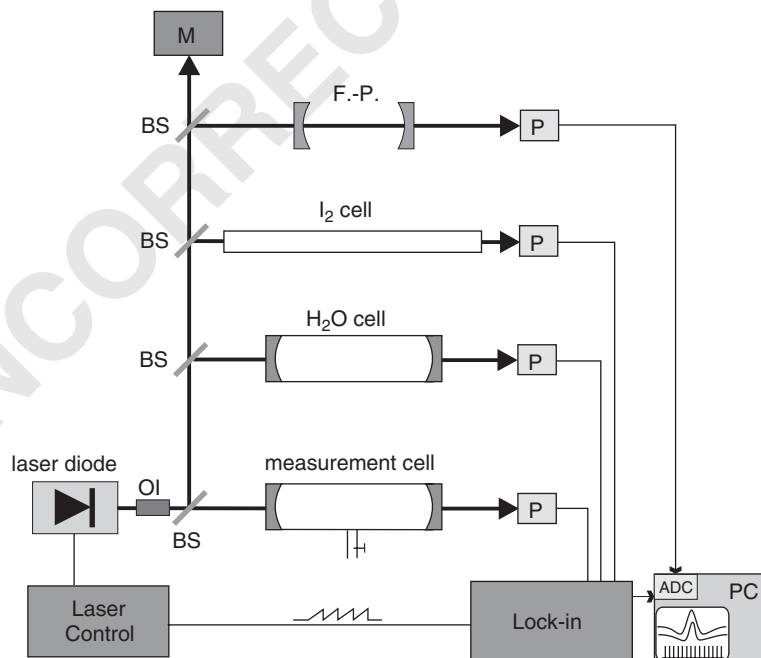 M
F.-P.
BS
P
I₂ cell
BS
P
H₂O cell
BS
P
laser diode
measurement cell
OI
P
BS
ADC
PC
Laser
Control
Lock-in
NCORREC